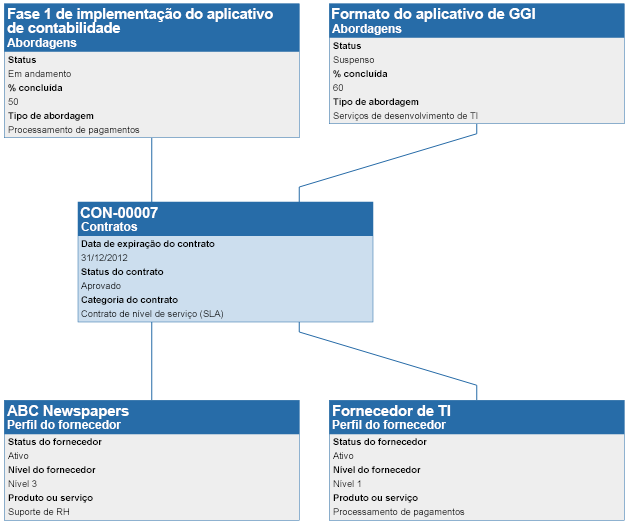 Fase 1 de implementação do aplicativo
de contabilidade
Abordagens
Status
Em andamento
% concluída
50
Tipo de abordagem
Processamento de pagamentos
Formato do aplicativo de GGI
Abordagens
Status
Suspenso
% concluída
60
Tipo de abordagem
Serviços de desenvolvimento de TI
CON-00007
Contratos
Data de expiração do contrato
31/12/2012
Status do contrato
Aprovado
Categoria do contrato
Contrato de nível de serviço (SLA)
ABC Newspapers
Perfil do fornecedor
Status do fornecedor
Ativo
Nível do fornecedor
Nível 3
Produto ou serviço
Suporte de RH
Fornecedor de TI
Perfil do fornecedor
Status do fornecedor
Ativo
Nível do fornecedor
Nível 1
Produto ou serviço
Processamento de pagamentos